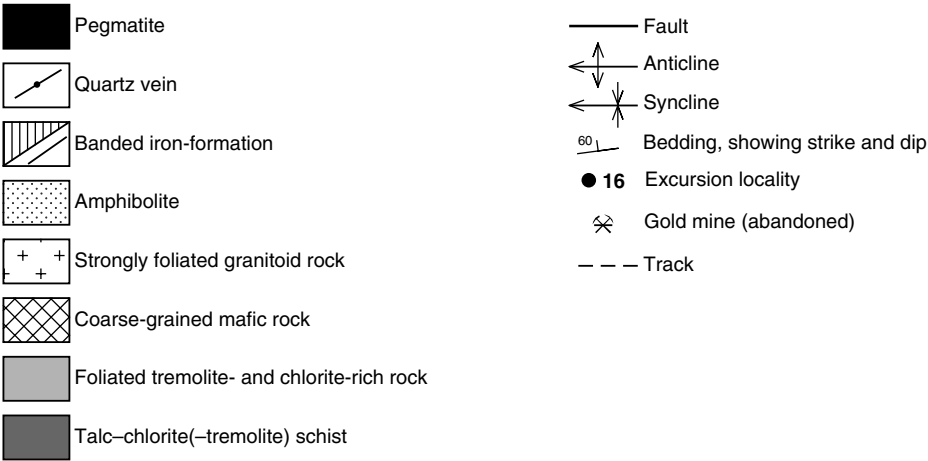 Pegmatite
Quartz vein
Banded iron-formation
Amphibolite
Strongly foliated granitoid rock
Coarse-grained mafic rock
Foliated tremolite- and chlorite-rich rock
Talc–chlorite(–tremolite) schist
Fault
Anticline
Syncline
60 Bedding, showing strike and dip
16 Excursion locality
Gold mine (abandoned)
Track